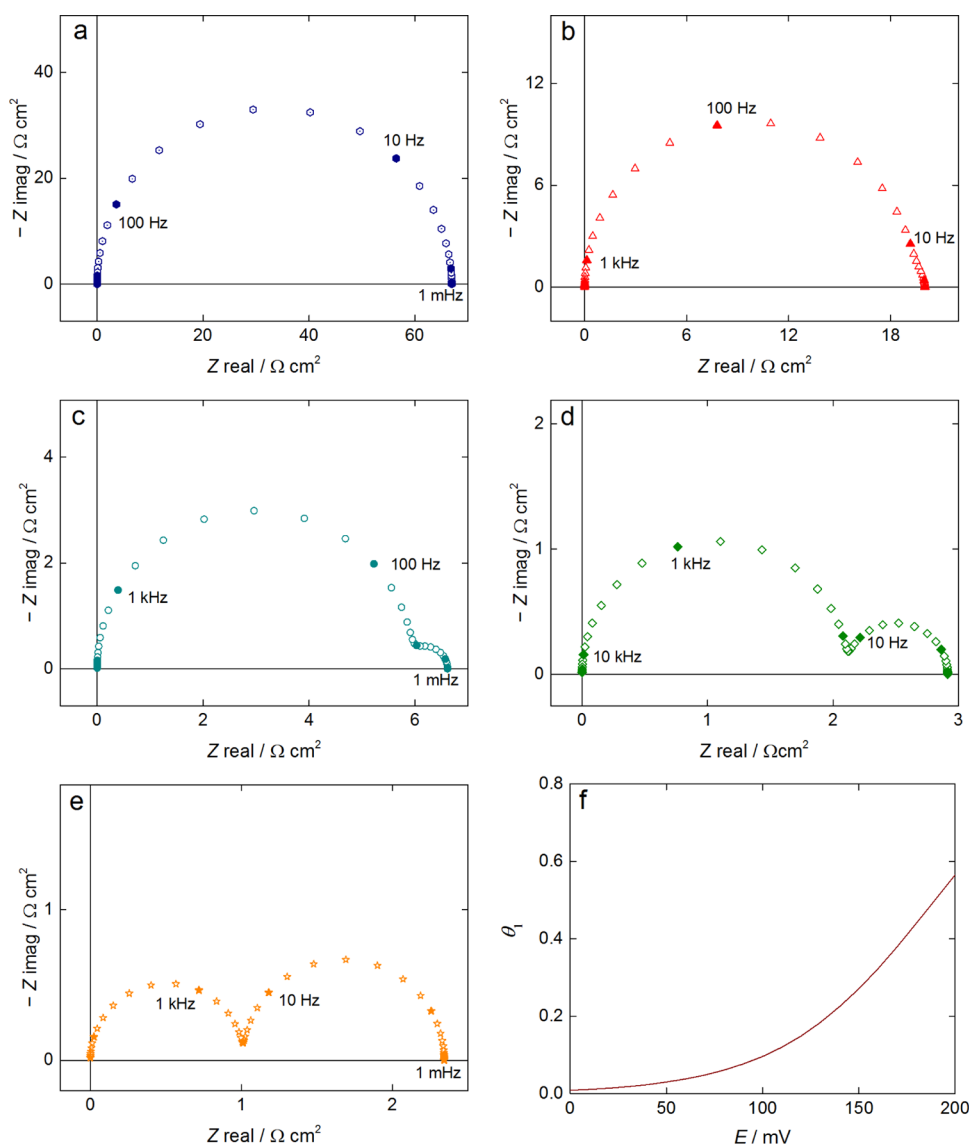 a
− Z imag / Ω cm²
40
20
0
10 Hz
100 Hz
1 mHz
0 20 40 60
Z real / Ω cm²
b
− Z imag / Ω cm²
12
6
0
100 Hz
10 Hz
1 kHz
0 6 12 18
Z real / Ω cm²
c
− Z imag / Ω cm²
4
2
0
100 Hz
1 kHz
1 mHz
0 2 4 6
Z real / Ω cm²
d
− Z imag / Ω cm²
2
1
0
1 kHz
10 Hz
10 kHz
0 1 2 3
Z real / Ωcm²
e
− Z imag / Ω cm²
1
0
1 kHz
10 Hz
1 mHz
0 1 2
Z real / Ω cm²
f
θI
0.8
0.6
0.4
0.2
0.0
0 50 100 150 200
E / mV